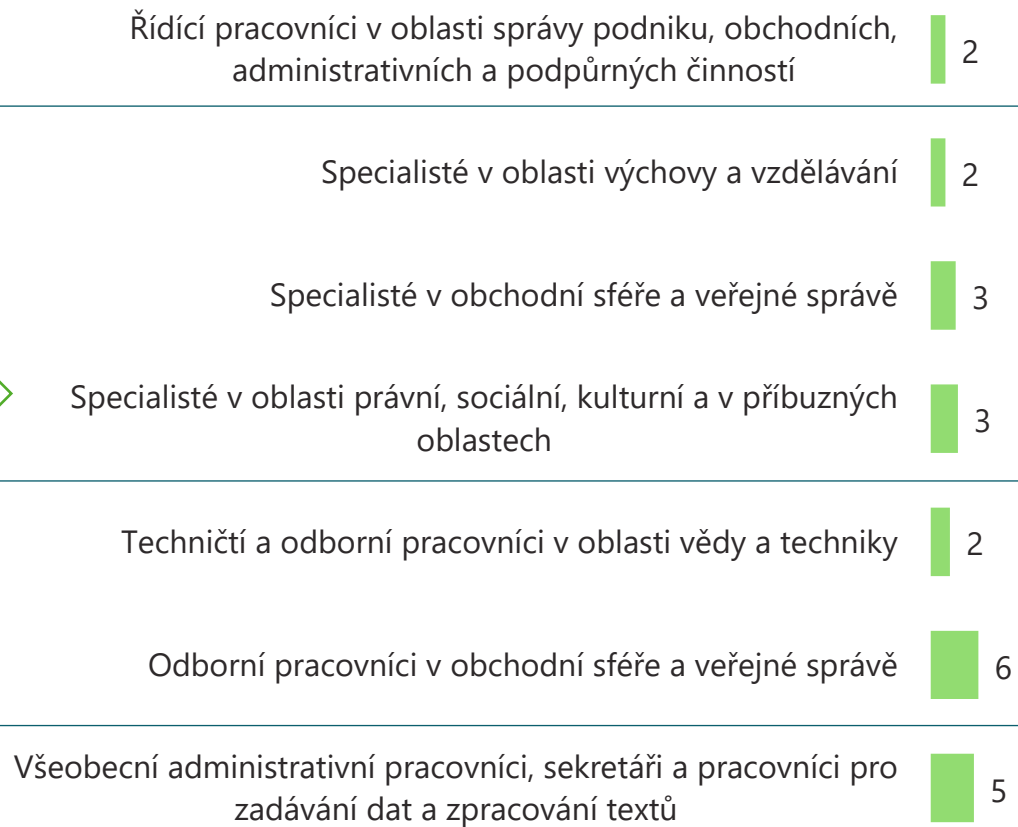 Řídící pracovníci v oblasti správy podniku, obchodních,
administrativních a podpůrných činností
2
Specialisté v oblasti výchovy a vzdělávání
2
Specialisté v obchodní sféře a veřejné správě
3
Specialisté v oblasti právní, sociální, kulturní a v příbuzných
oblastech
3
Techničtí a odborní pracovníci v oblasti vědy a techniky
2
Odborní pracovníci v obchodní sféře a veřejné správě
6
Všeobecní administrativní pracovníci, sekretáři a pracovníci pro
zadávání dat a zpracování textů
5